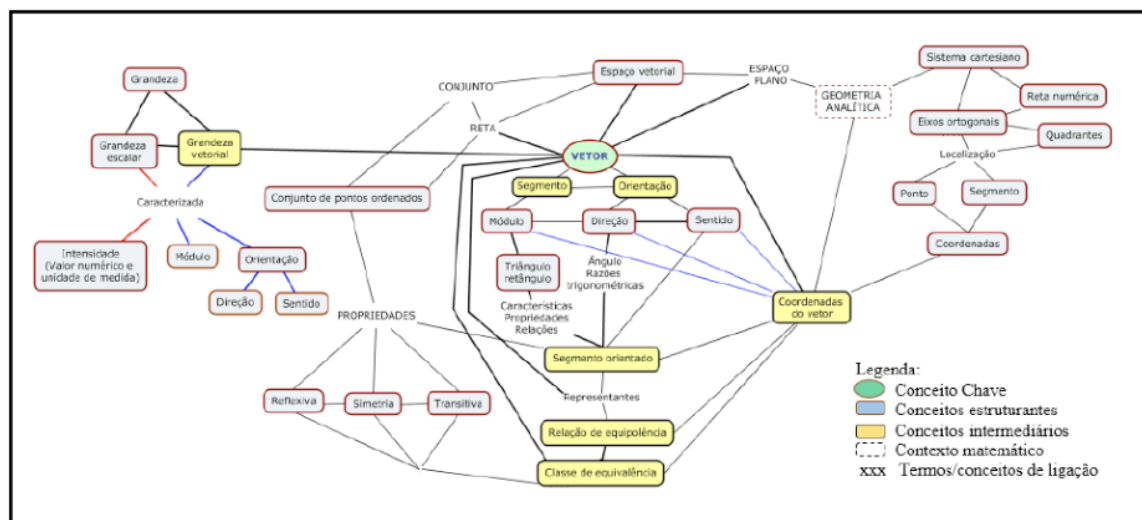 Grandeza
Grandeza
escalar
Grandeza
vetorial
Caracterizada
Intensidade
(Valor numérico e
unidade de medida)
Módulo
Orientação
Direção
Sentido
CONJUNTO
RETA
Espaço vetorial
ESPAÇO
PLANO
GEOMETRIA
ANALÍTICA
Sistema cartesiano
Reta numérica
Eixos ortogonais
Quadrantes
Localização
Ponto
Segmento
Coordenadas
VETOR
Segmento
Orientação
Conjunto de pontos ordenados
Módulo
Direção
Sentido
Triângulo
retângulo
Ângulo
Razões
trigonométricas
Características
Propriedades
Relações
Coordenadas
do vetor
PROPRIEDADES
Segmento orientado
Reflexiva
Simetria
Transitiva
Representantes
Relação de equipolência
Classe de equivalência
Legenda:
Conceito Chave
Conceitos estruturantes
Conceitos intermediários
Contexto matemático
xxx Termos/conceitos de ligação